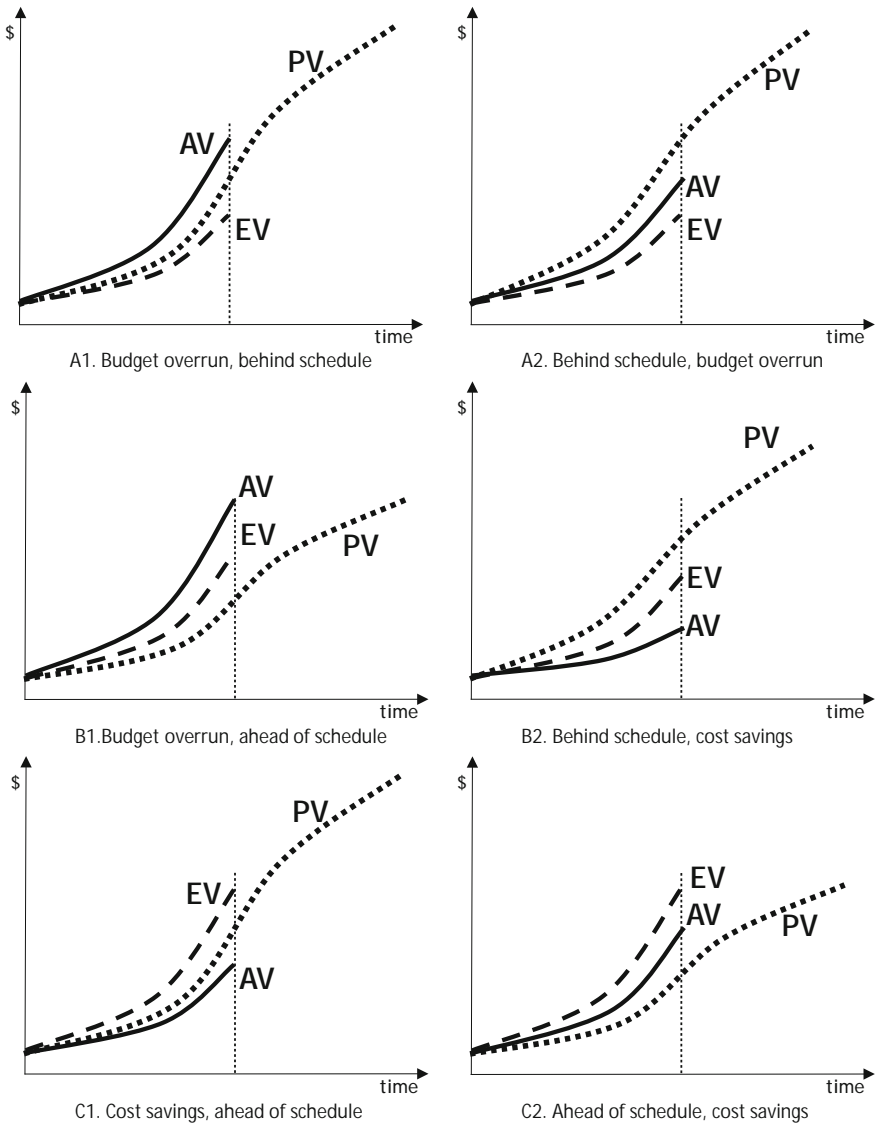 $
PV
AV
EV
time
A1. Budget overrun, behind schedule
$
PV
AV
EV
time
A2. Behind schedule, budget overrun
$
AV
EV
PV
time
B1.Budget overrun, ahead of schedule
$
PV
EV
AV
time
B2. Behind schedule, cost savings
$
PV
EV
AV
time
C1. Cost savings, ahead of schedule
$
EV
AV
PV
time
C2. Ahead of schedule, cost savings